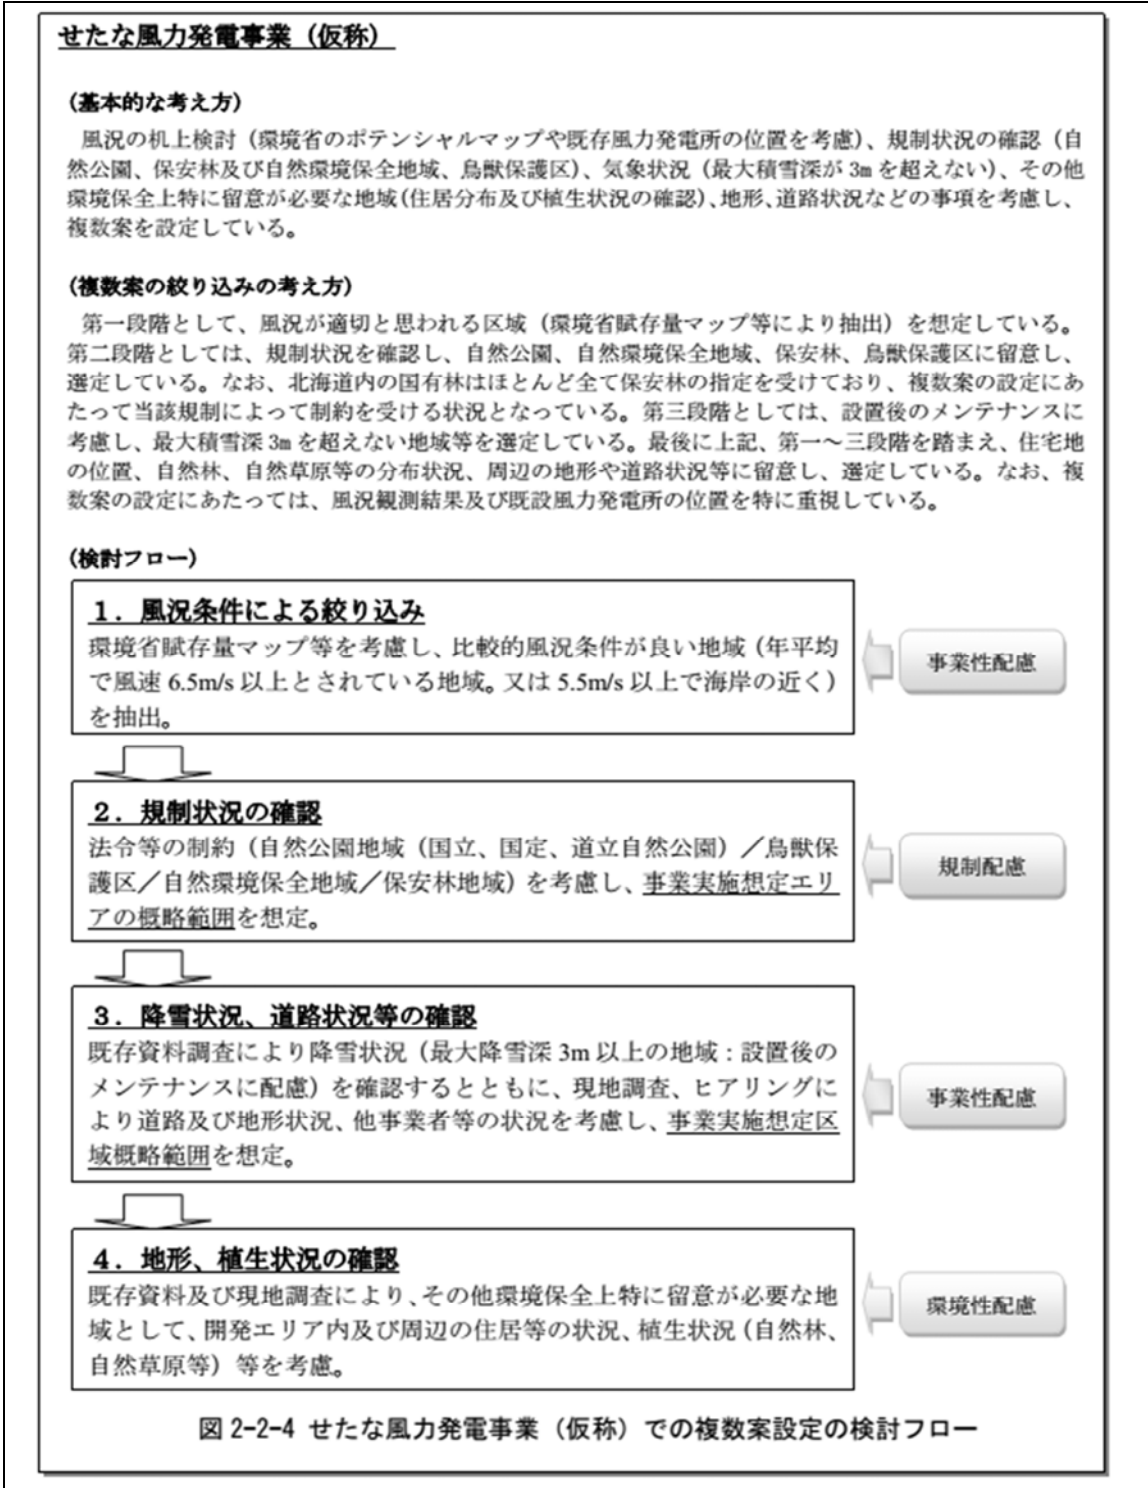 せたな風力発電事業（仮称）
（基本的な考え方）
風況の机上検討（環境省のポテンシャルマップや既存風力発電所の位置を考慮）、規制状況の確認（自
然公園、保安林及び自然環境保全地域、鳥獣保護区）、気象状況（最大積雪深が 3m を超えない）、その他
環境保全上特に留意が必要な地域（住居分布及び植生状況の確認）、地形、道路状況などの事項を考慮し、
複数案を設定している。
（複数案の絞り込みの考え方）
第一段階として、風況が適切と思われる区域（環境省賦存量マップ等により抽出）を想定している。
第二段階としては、規制状況を確認し、自然公園、自然環境保全地域、保安林、鳥獣保護区に留意し、
選定している。なお、北海道内の国有林はほとんど全て保安林の指定を受けており、複数案の設定にあ
たって当該規制によって制約を受ける状況となっている。第三段階としては、設置後のメンテナンスに
考慮し、最大積雪深 3m を超えない地域等を選定している。最後に上記、第一～三段階を踏まえ、住宅地
の位置、自然林、自然草原等の分布状況、周辺の地形や道路状況等に留意し、選定している。なお、複
数案の設定にあたっては、風況観測結果及び既設風力発電所の位置を特に重視している。
（検討フロー）
１．風況条件による絞り込み
環境省賦存量マップ等を考慮し、比較的風況条件が良い地域（年平均
で風速 6.5m/s 以上とされている地域。又は 5.5m/s 以上で海岸の近く）
を抽出。
事業性配慮
２．規制状況の確認
法令等の制約（自然公園地域（国立、国定、道立自然公園）／鳥獣保
護区／自然環境保全地域／保安林地域）を考慮し、事業実施想定エリ
アの概略範囲を想定。
規制配慮
３．降雪状況、道路状況等の確認
既存資料調査により降雪状況（最大降雪深 3m 以上の地域：設置後の
メンテナンスに配慮）を確認するとともに、現地調査、ヒアリングに
より道路及び地形状況、他事業者等の状況を考慮し、事業実施想定区
域概略範囲を想定。
事業性配慮
４．地形、植生状況の確認
既存資料及び現地調査により、その他環境保全上特に留意が必要な地
域として、開発エリア内及び周辺の住居等の状況、植生状況（自然林、
自然草原等）等を考慮。
環境性配慮
図 2-2-4 せたな風力発電事業（仮称）での複数案設定の検討フロー